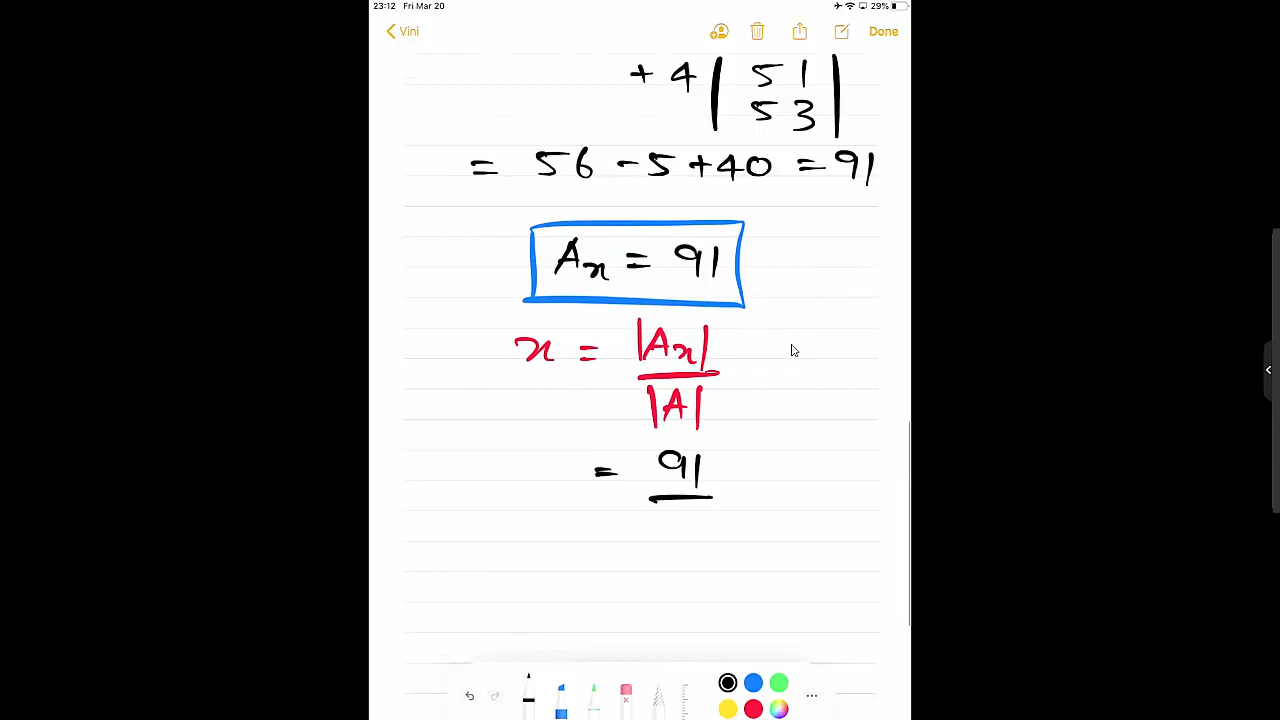 23:12 Fri Mar 20 29%
Vini Done
+ 4 | 5 1 |
| 5 3 |
= 56 - 5 + 40 = 91
Ax = 91
x = |Ax|
|A|
= 91